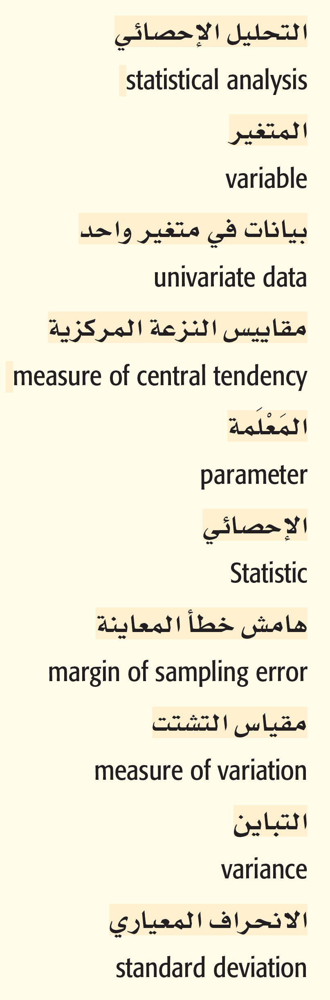 التحليل الإحصائي
statistical analysis
المتغير
variable
بيانات في متغير واحد
univariate data
مقاييس النزعة المركزية
measure of central tendency
المَعْلَمة
parameter
الإحصائي
Statistic
هامش خطأ المعاينة
margin of sampling error
مقياس التشتت
measure of variation
التباين
variance
الانحراف المعياري
standard deviation